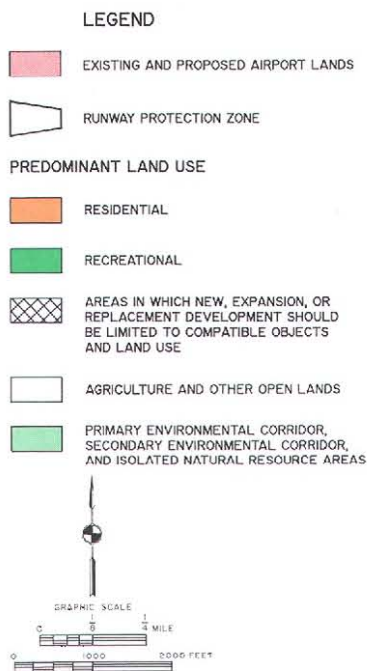 LEGEND
EXISTING AND PROPOSED AIRPORT LANDS
RUNWAY PROTECTION ZONE
PREDOMINANT LAND USE
RESIDENTIAL
RECREATIONAL
AREAS IN WHICH NEW, EXPANSION, OR
REPLACEMENT DEVELOPMENT SHOULD
BE LIMITED TO COMPATIBLE OBJECTS
AND LAND USE
AGRICULTURE AND OTHER OPEN LANDS
PRIMARY ENVIRONMENTAL CORRIDOR,
SECONDARY ENVIRONMENTAL CORRIDOR,
AND ISOLATED NATURAL RESOURCE AREAS
GRAPHIC SCALE
0 1/8 1/4 MILE
0 1000 2000 FEET